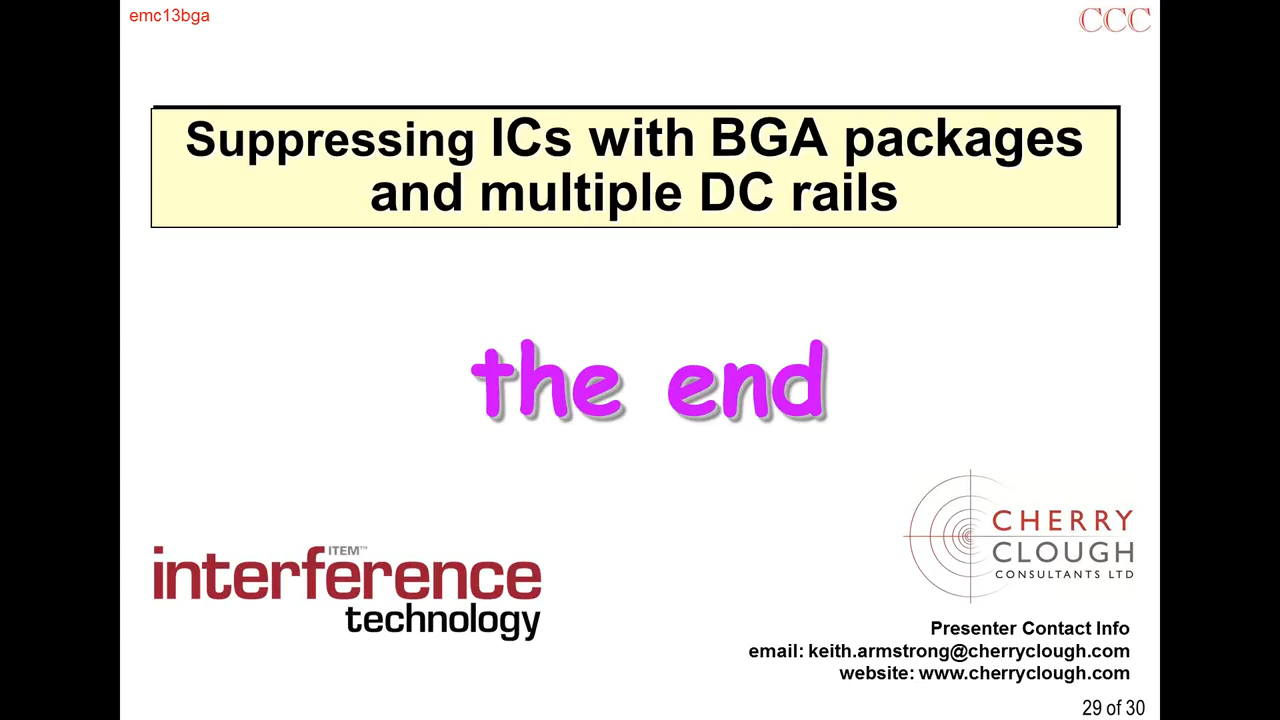 emc13bga
CCC
Suppressing ICs with BGA packages
and multiple DC rails
the end
ITEM™
interference
technology
CHERRY
CLOUGH
CONSULTANTS LTD
Presenter Contact Info
email: keith.armstrong@cherryclough.com
website: www.cherryclough.com
29 of 30